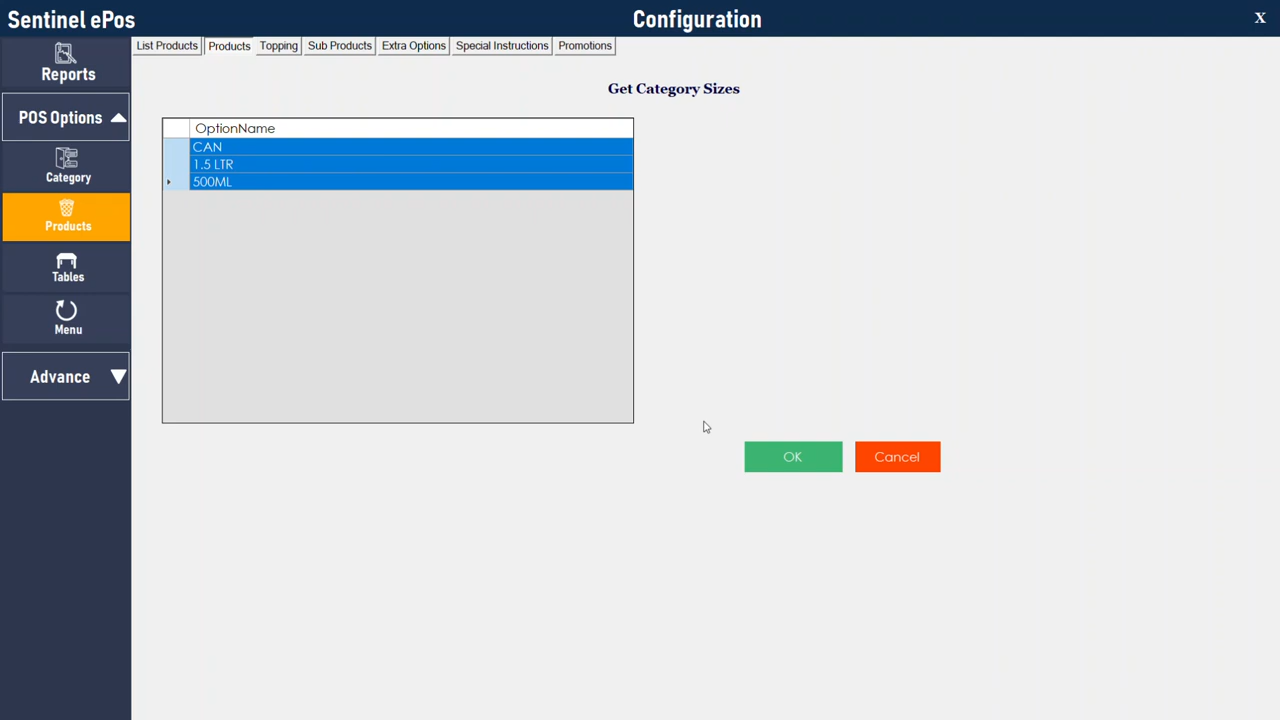 Sentinel ePos
Configuration
X
Reports
POS Options
Category
Products
Tables
Menu
Advance
List Products
Products
Topping
Sub Products
Extra Options
Special Instructions
Promotions
Get Category Sizes
OptionName
CAN
1.5 LTR
500ML
OK
Cancel